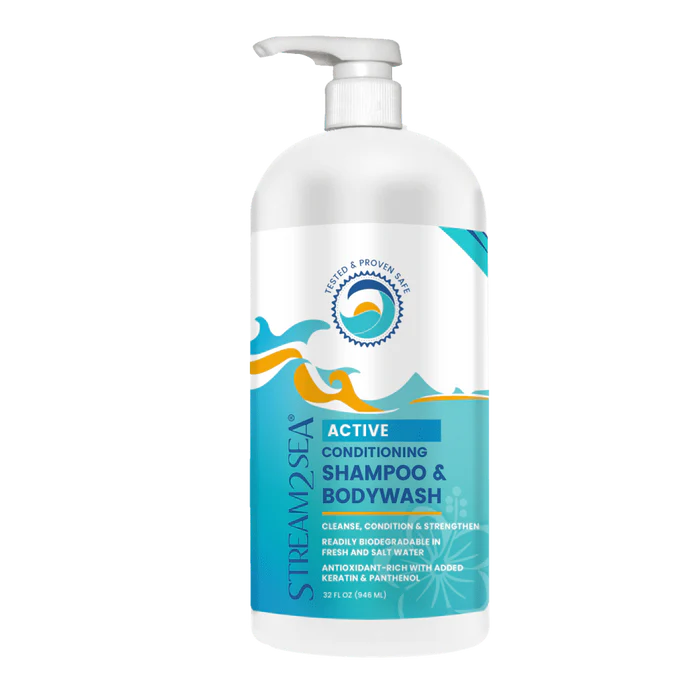 TESTED & PROVEN SAFE
STREAM2SEA®
ACTIVE
CONDITIONING
SHAMPOO &
BODYWASH
CLEANSE, CONDITION & STRENGTHEN
READILY BIODEGRADABLE IN
FRESH AND SALT WATER
ANTIOXIDANT-RICH WITH ADDED
KERATIN & PANTHENOL
32 FL OZ (946 ML)